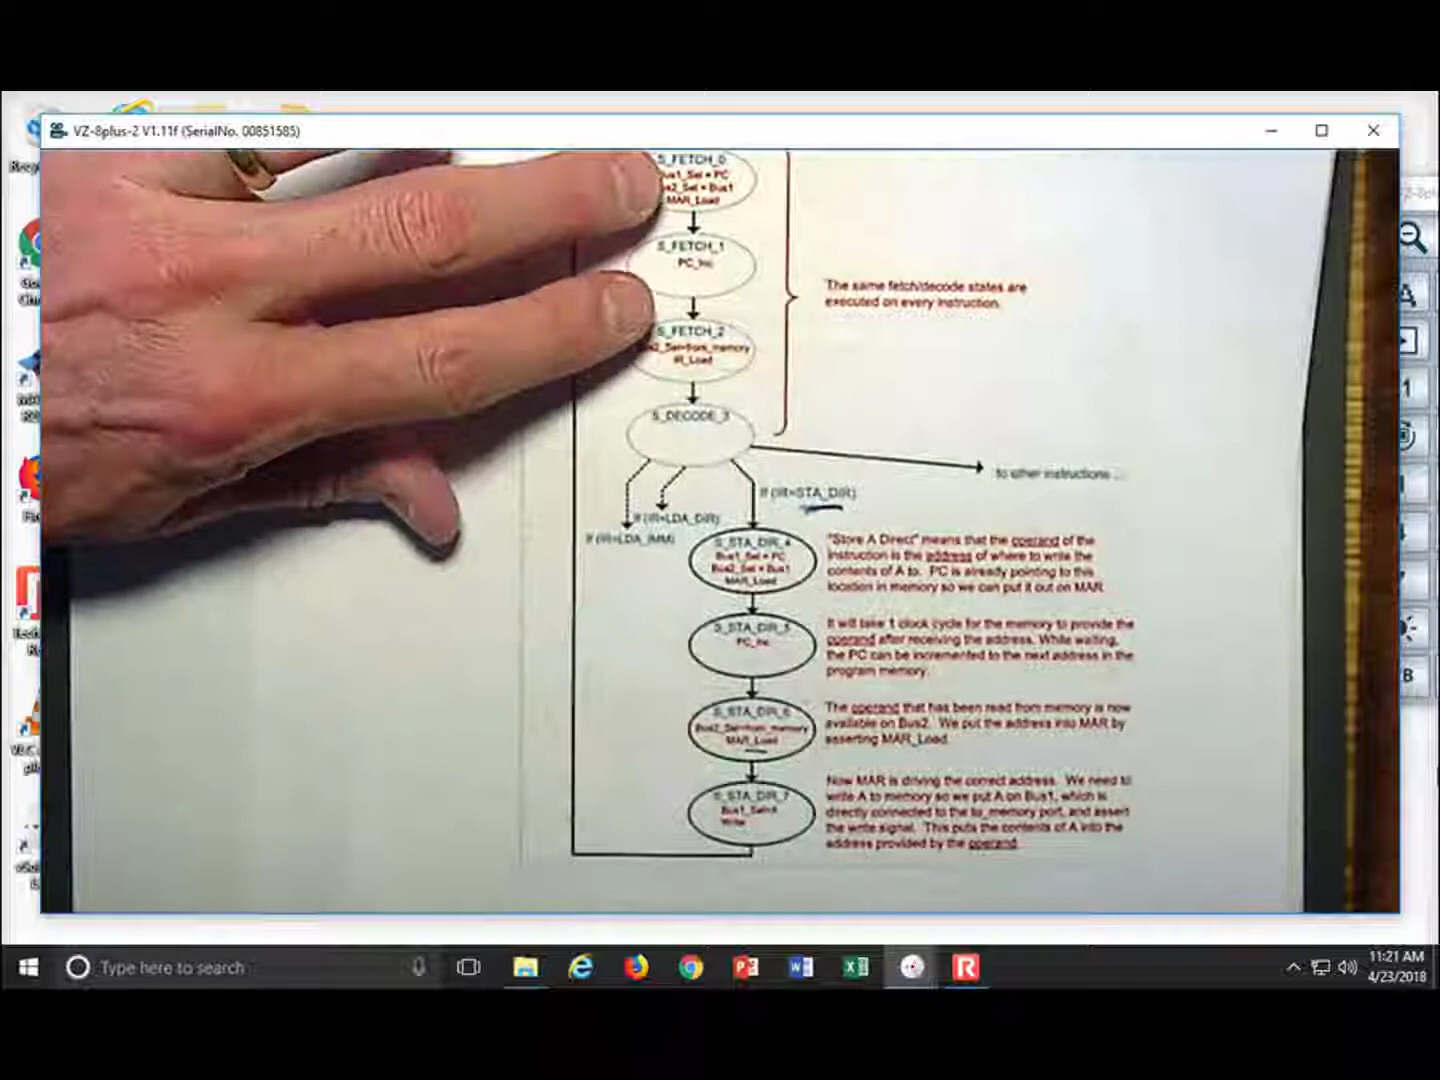 VZ-8plus-2 V1.11f (SerialNo. 00851585)
S_FETCH_0
Bus1_Sel = PC
Bus2_Sel = Bus1
MAR_Load
S_FETCH_1
PC_Inc
The same fetch/decode states are
executed on every instruction.
S_FETCH_2
Bus2_Sel=from_memory
IR_Load
S_DECODE_3
to other instructions ...
If (IR=STA_DIR)
If (IR=LDA_DIR)
If (IR=LDA_IMM)
S_STA_DIR_4
Bus1_Sel = PC
Bus2_Sel = Bus1
MAR_Load
"Store A Direct" means that the operand of the
instruction is the address of where to write the
contents of A to. PC is already pointing to this
location in memory so we can put it out on MAR.
S_STA_DIR_5
PC_Inc
It will take 1 clock cycle for the memory to provide the
operand after receiving the address. While waiting,
the PC can be incremented to the next address in the
program memory.
S_STA_DIR_6
Bus2_Sel=from_memory
MAR_Load
The operand that has been read from memory is now
available on Bus2. We put the address into MAR by
asserting MAR_Load.
S_STA_DIR_7
Bus1_Sel=A
Write
Now MAR is driving the correct address. We need to
write A to memory so we put A on Bus1, which is
directly connected to the to_memory port, and assert
the write signal. This puts the contents of A into the
address provided by the operand.
Type here to search
11:21 AM
4/23/2018